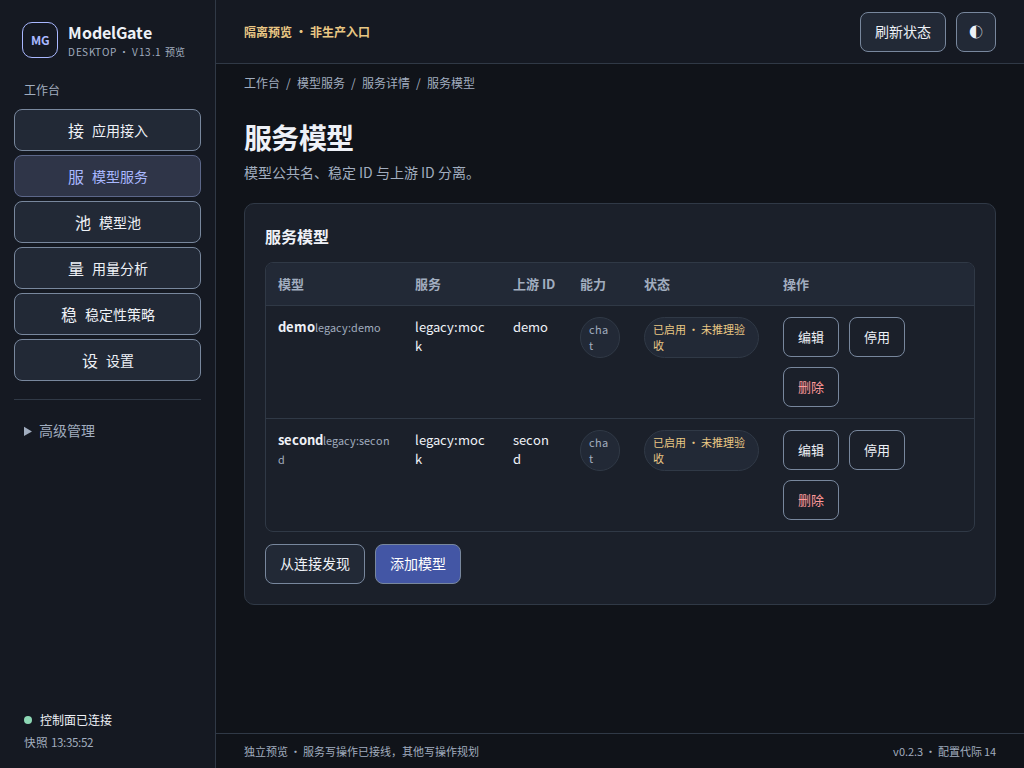 MG
ModelGate
DESKTOP · V13.1 预览
工作台
接 应用接入
服 模型服务
池 模型池
量 用量分析
稳 稳定性策略
设 设置
▶ 高级管理
控制面已连接
快照 13:35:52
隔离预览 · 非生产入口
刷新状态
工作台 / 模型服务 / 服务详情 / 服务模型
服务模型
模型公共名、稳定 ID 与上游 ID 分离。
服务模型
模型 服务 上游 ID 能力 状态 操作
demolegacy:demo
legacy:moc
k
demo
cha
t
已启用 · 未推理验
收
编辑 停用
删除
secondlegacy:secon
d
legacy:moc
k
secon
d
cha
t
已启用 · 未推理验
收
编辑 停用
删除
从连接发现 添加模型
独立预览 · 服务写操作已接线，其他写操作规划
v0.2.3 · 配置代际 14